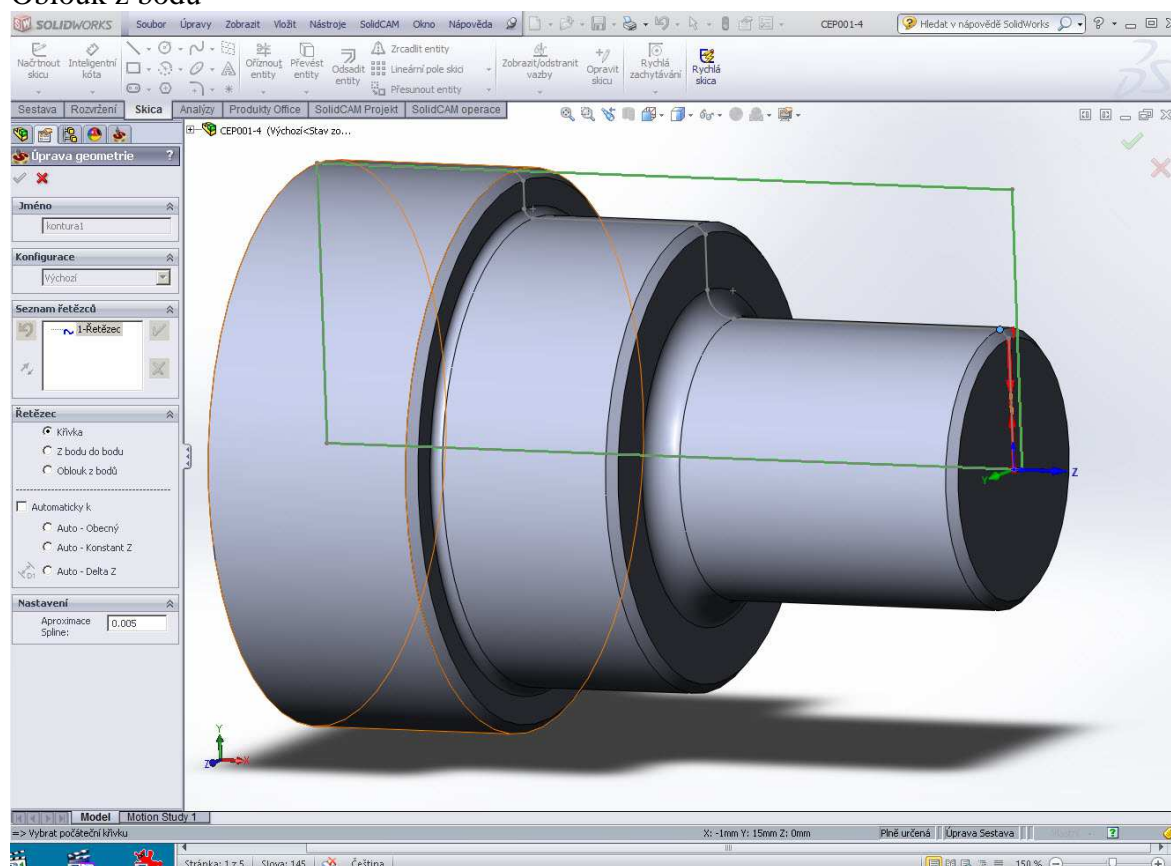 Oblouk z bodů
SOLIDWORKS Soubor Úpravy Zobrazit Vložit Nástroje SolidCAM Okno Nápověda CEP001-4 Hledat v nápovědě SolidWorks
Načrtnout skicu
Inteligentní kóta
Oříznout entity
Převést entity
Odsadit entity
Zrcadlit entity
Lineární pole skici
Přesunout entity
Zobrazit/odstranit vazby
Opravit skicu
Rychlá zachytávání
Rychlá skica
Sestava Rozvržení Skica Analýzy Produkty Office SolidCAM Projekt SolidCAM operace
CEP001-4 (Výchozí<Stav zo...
Úprava geometrie ?
Jméno
kontura1
Konfigurace
Výchozí
Seznam řetězců
1-Řetězec
Řetězec
Křivka
Z bodu do bodu
Oblouk z bodů
Automaticky k
Auto - Obecný
Auto - Konstant Z
Auto - Delta Z
Nastavení
Aproximace Spline: 0.005
Z
Y
Y
Z X
Model Motion Study 1
=> Vybrat počáteční křivku X: -1mm Y: 15mm Z: 0mm Plně určená Úprava Sestava
Stránka: 1 z 5 Slova: 145 Čeština 150 %